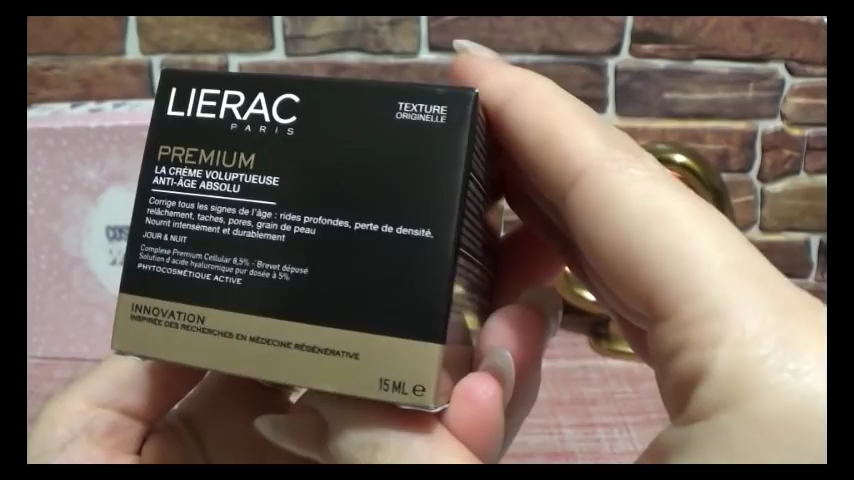 LIERAC
PARIS
TEXTURE
ORIGINELLE
PREMIUM
LA CRÈME VOLUPTUEUSE
ANTI-ÂGE ABSOLU
Corrige tous les signes de l'âge : rides profondes, perte de densité,
relâchement, taches, pores, grain de peau
Nourrit intensément et durablement
JOUR & NUIT
Complexe Premium Cellular 8,5% - Brevet déposé
Solution d'acide hyaluronique pur dosée à 5%
PHYTOCOSMÉTIQUE ACTIVE
INNOVATION
INSPIRÉE DES RECHERCHES EN MÉDECINE RÉGÉNÉRATIVE
15 ML e